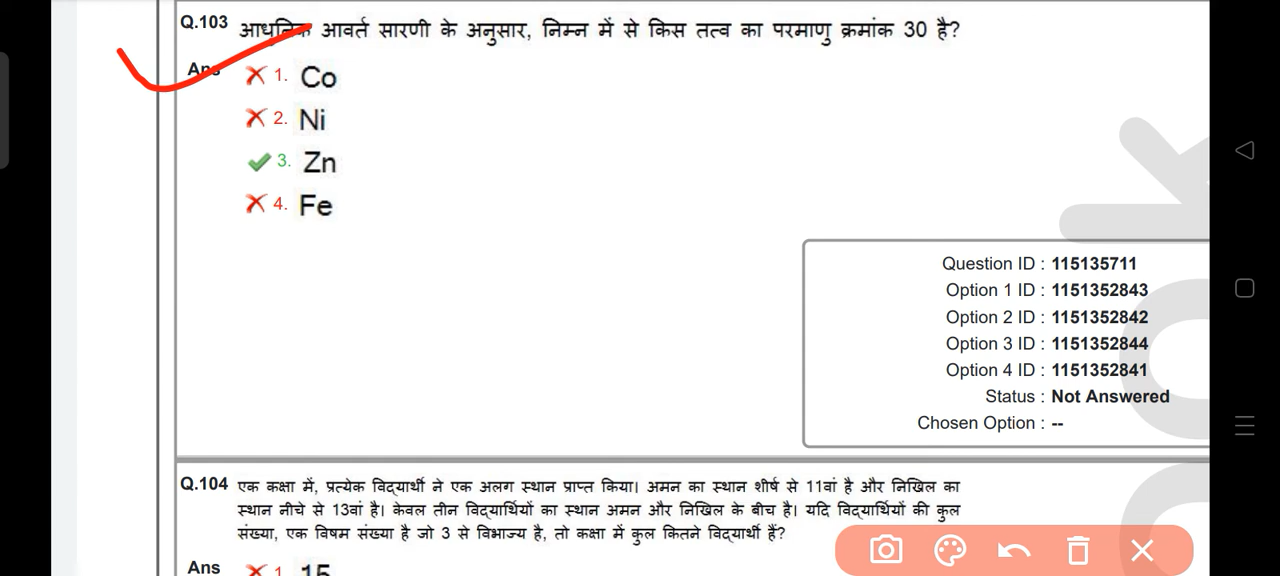 Q.103 आधुनिक आवर्त सारणी के अनुसार, निम्न में से किस तत्व का परमाणु क्रमांक 30 है?
Ans 1. Co
2. Ni
3. Zn
4. Fe
Question ID : 115135711
Option 1 ID : 1151352843
Option 2 ID : 1151352842
Option 3 ID : 1151352844
Option 4 ID : 1151352841
Status : Not Answered
Chosen Option : --
Q.104 एक कक्षा में, प्रत्येक विद्यार्थी ने एक अलग स्थान प्राप्त किया। अमन का स्थान शीर्ष से 11वां है और निखिल का
स्थान नीचे से 13वां है। केवल तीन विद्यार्थियों का स्थान अमन और निखिल के बीच है। यदि विद्यार्थियों की कुल
संख्या, एक विषम संख्या है जो 3 से विभाज्य है, तो कक्षा में कुल कितने विद्यार्थी हैं?
Ans 1. 15